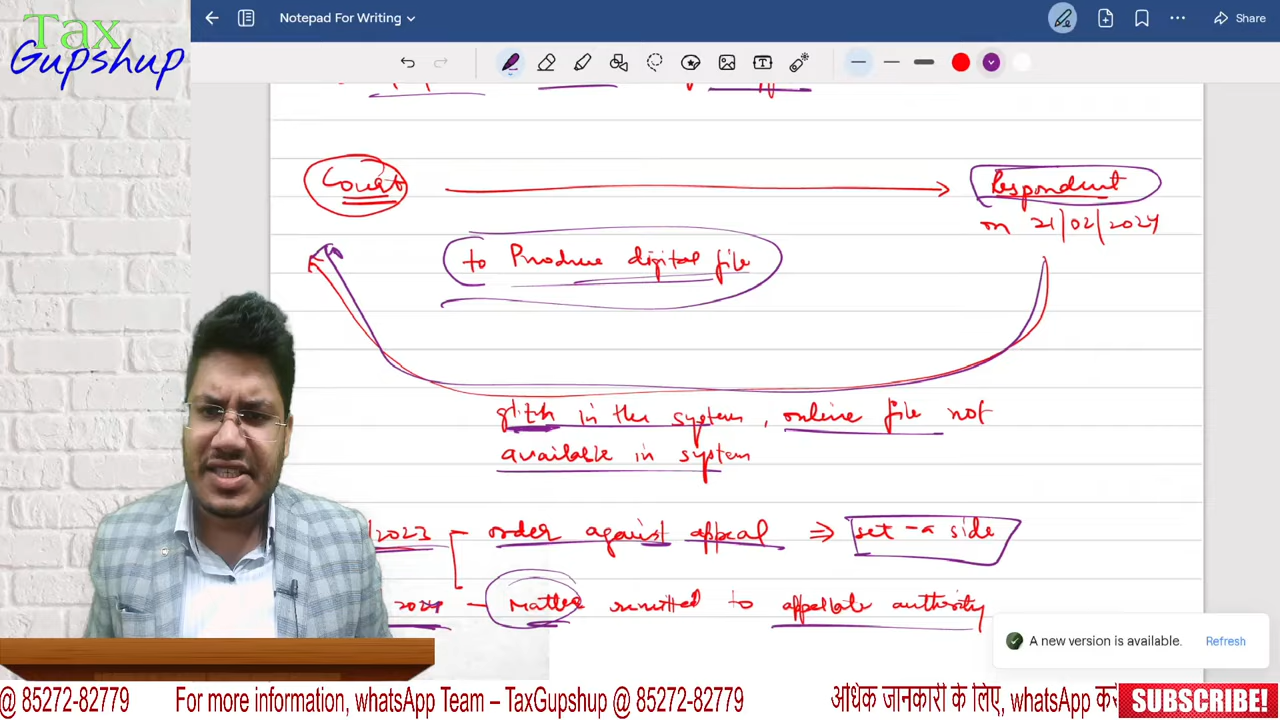 Tax
Gupshup
Notepad For Writing
Share
Court
Respondent
on 21/02/2024
to Produce digital file
glitch in the system, online file not
available in system
2023 – order against appeal ⇒ set-a side
2024 – Matter remitted to appellate authority
A new version is available. Refresh
@ 85272-82779 For more information, whatsApp Team – TaxGupshup @ 85272-82779 अधिक जानकारी के लिए, whatsApp करें
SUBSCRIBE!